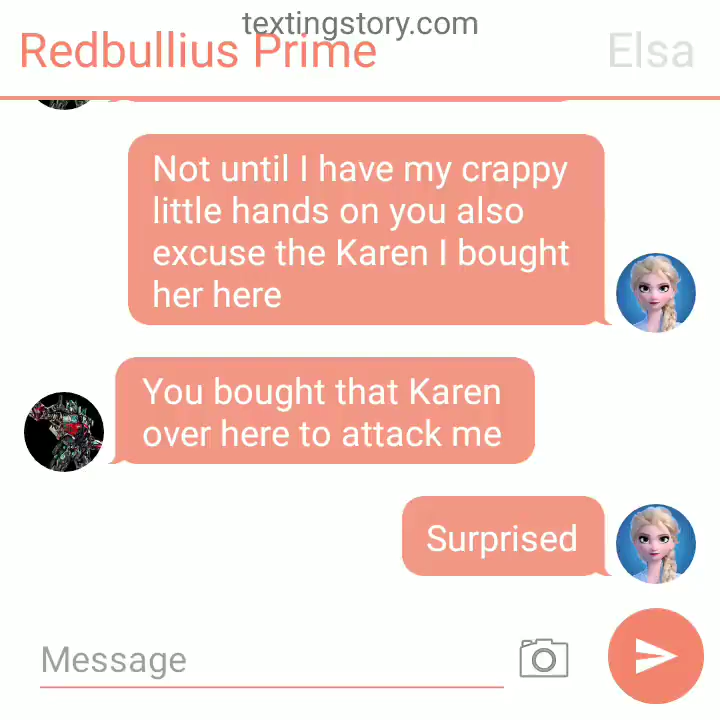 textingstory.com
Redbullius Prime
Elsa
Not until I have my crappy
little hands on you also
excuse the Karen I bought
her here
You bought that Karen
over here to attack me
Surprised
Message